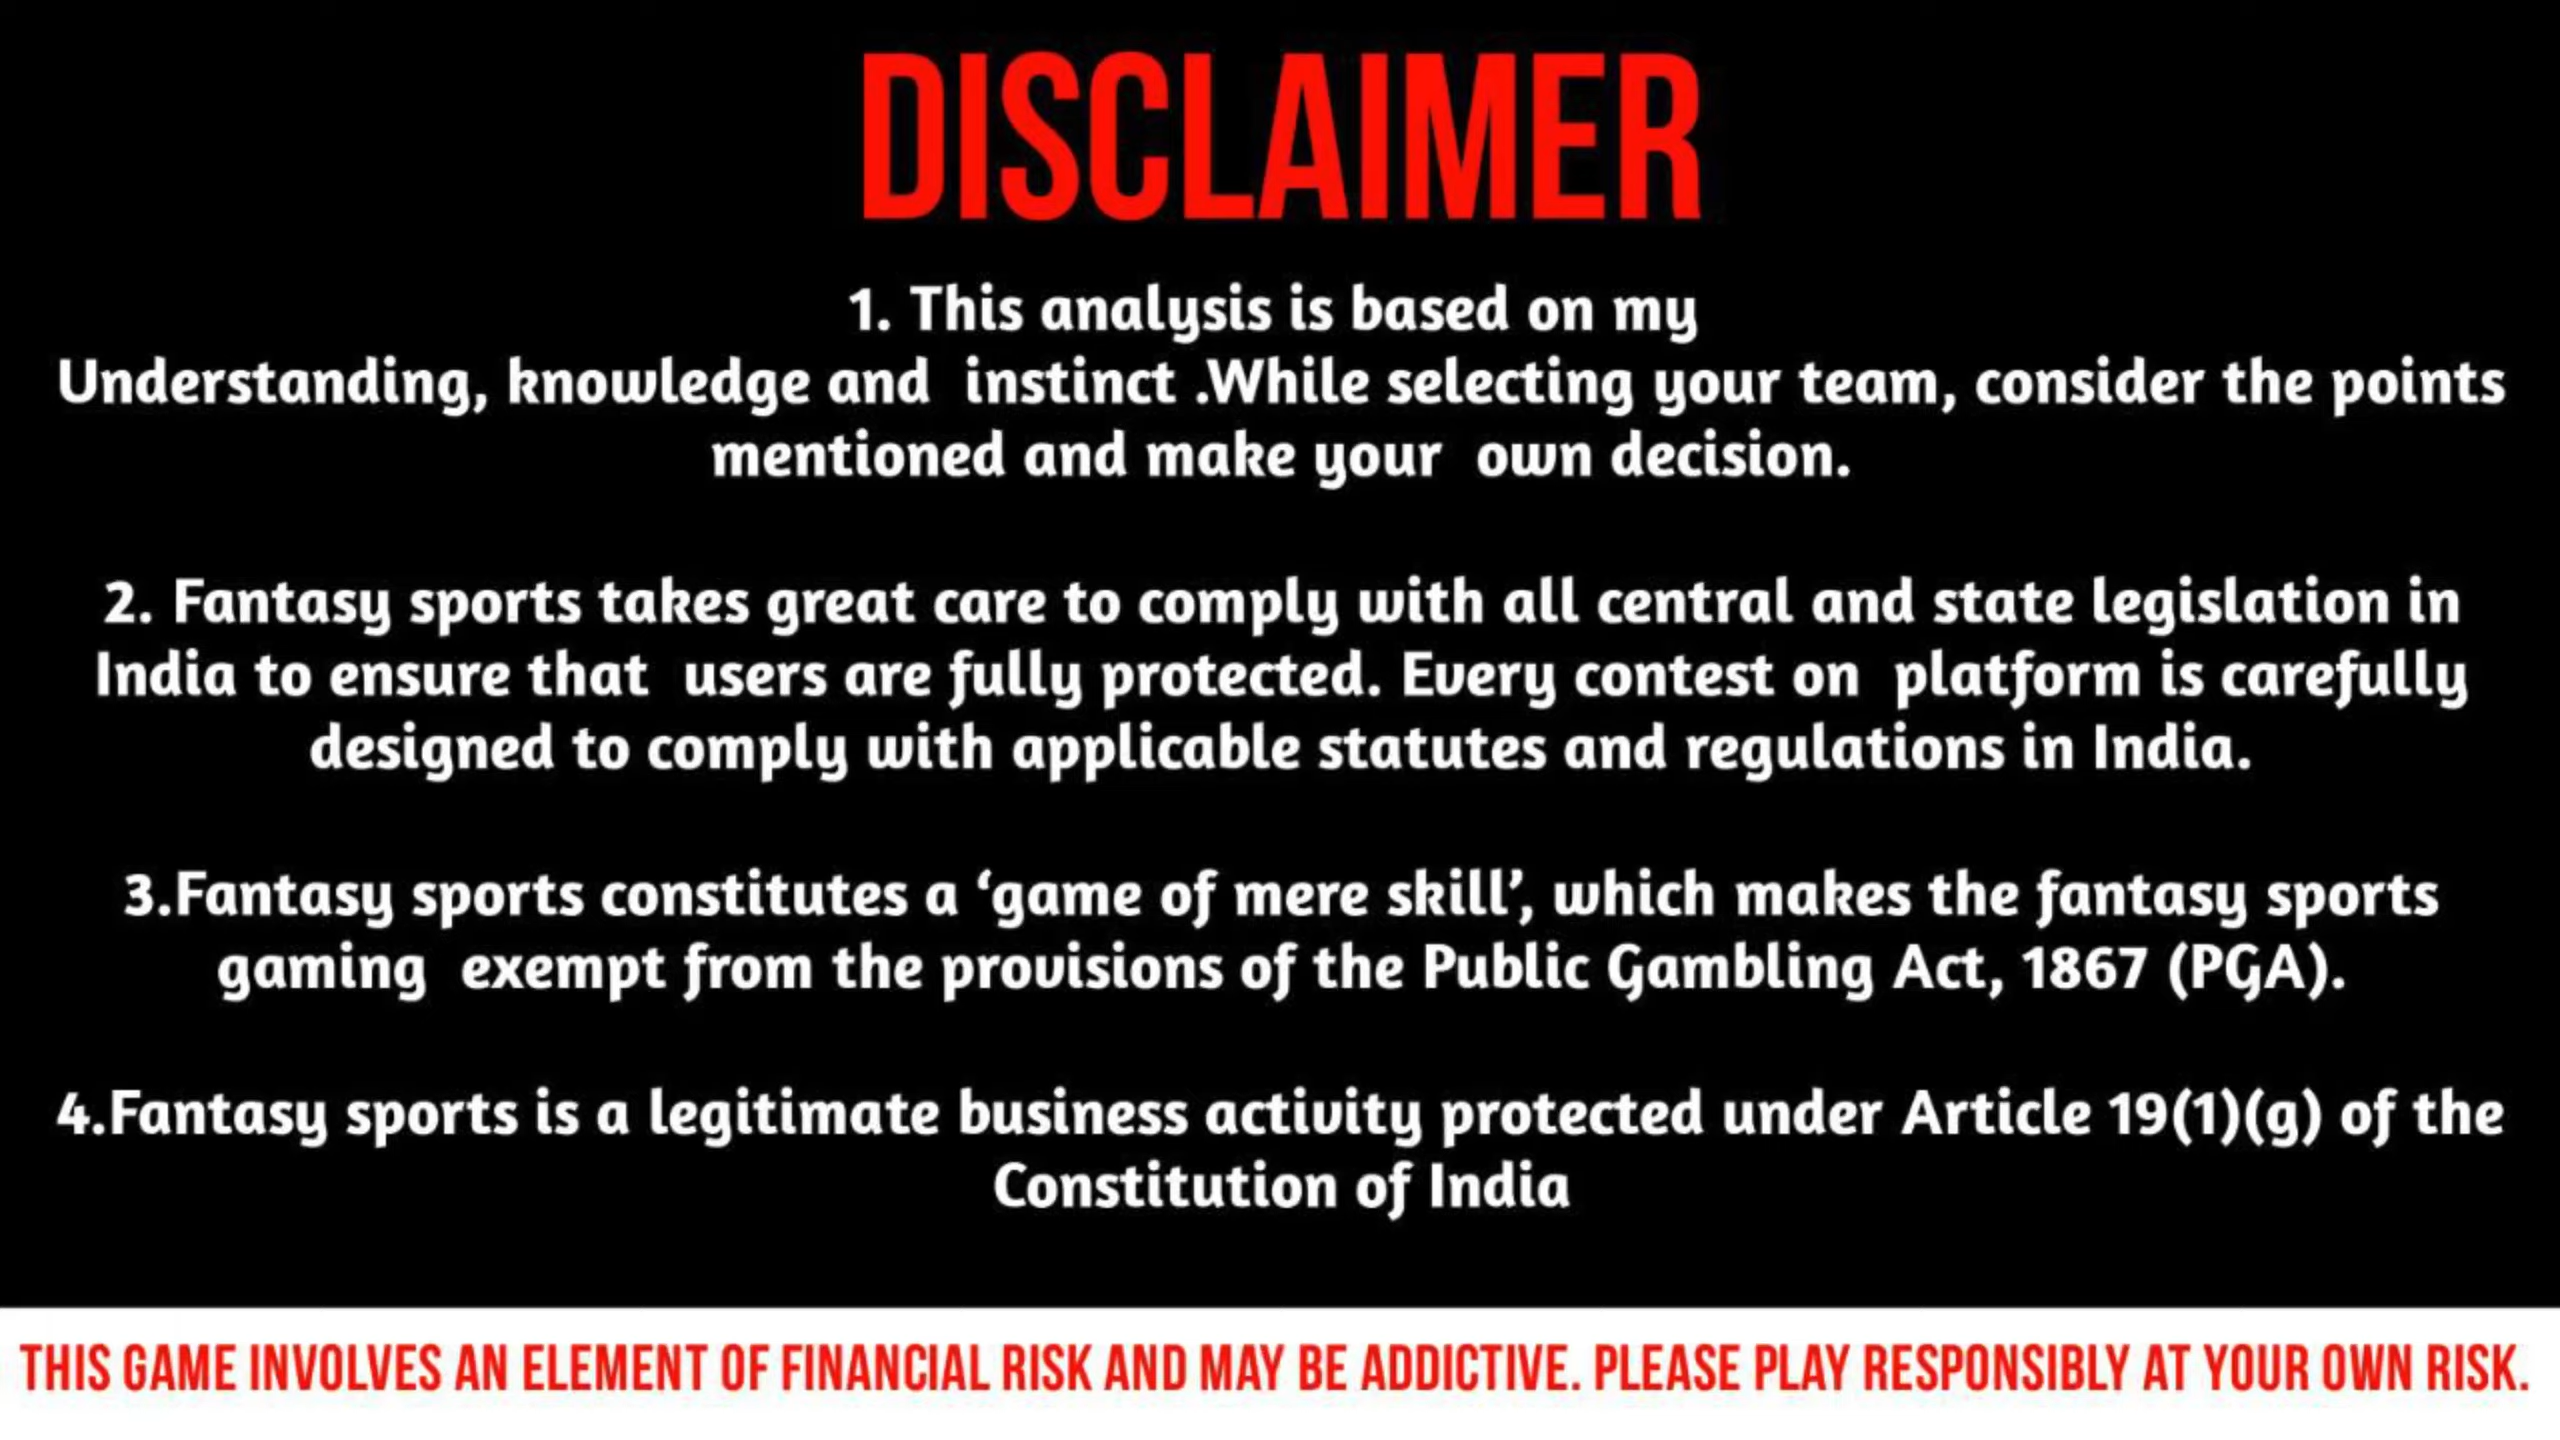 DISCLAIMER
1. This analysis is based on my
Understanding, knowledge and  instinct .While selecting your team, consider the points
mentioned and make your  own decision.
2. Fantasy sports takes great care to comply with all central and state legislation in
India to ensure that  users are fully protected. Every contest on  platform is carefully
designed to comply with applicable statutes and regulations in India.
3.Fantasy sports constitutes a ‘game of mere skill’, which makes the fantasy sports
gaming  exempt from the provisions of the Public Gambling Act, 1867 (PGA).
4.Fantasy sports is a legitimate business activity protected under Article 19(1)(g) of the
Constitution of India
THIS GAME INVOLVES AN ELEMENT OF FINANCIAL RISK AND MAY BE ADDICTIVE. PLEASE PLAY RESPONSIBLY AT YOUR OWN RISK.